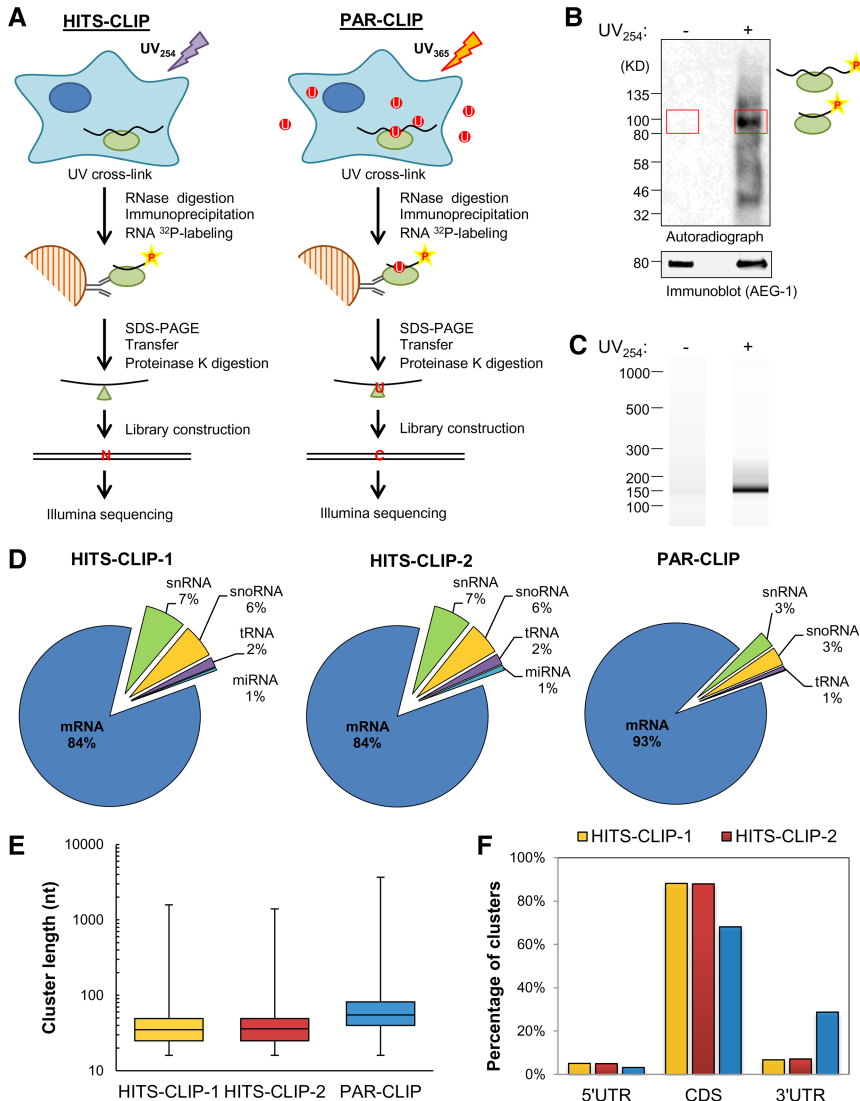 A
HITS-CLIP
UV254
UV cross-link
RNase digestion
Immunoprecipitation
RNA 32P-labeling
P
SDS-PAGE
Transfer
Proteinase K digestion
Library construction
N
Illumina sequencing
PAR-CLIP
UV365
U
U
U
U
U
U
U
UV cross-link
RNase digestion
Immunoprecipitation
RNA 32P-labeling
U
P
SDS-PAGE
Transfer
Proteinase K digestion
U
Library construction
C
Illumina sequencing
B
UV254: - +
(KD)
135
100
80
58
46
32
P
P
Autoradiograph
80
Immunoblot (AEG-1)
C
UV254: - +
1000
500
300
200
150
100
D
HITS-CLIP-1
snRNA
7%
snoRNA
6%
tRNA
2%
miRNA
1%
mRNA
84%
HITS-CLIP-2
snRNA
7%
snoRNA
6%
tRNA
2%
miRNA
1%
mRNA
84%
PAR-CLIP
snRNA
3%
snoRNA
3%
tRNA
1%
mRNA
93%
E
Cluster length (nt)
10000
1000
100
10
HITS-CLIP-1 HITS-CLIP-2 PAR-CLIP
F
HITS-CLIP-1 HITS-CLIP-2
Percentage of clusters
100%
80%
60%
40%
20%
0%
5'UTR CDS 3'UTR